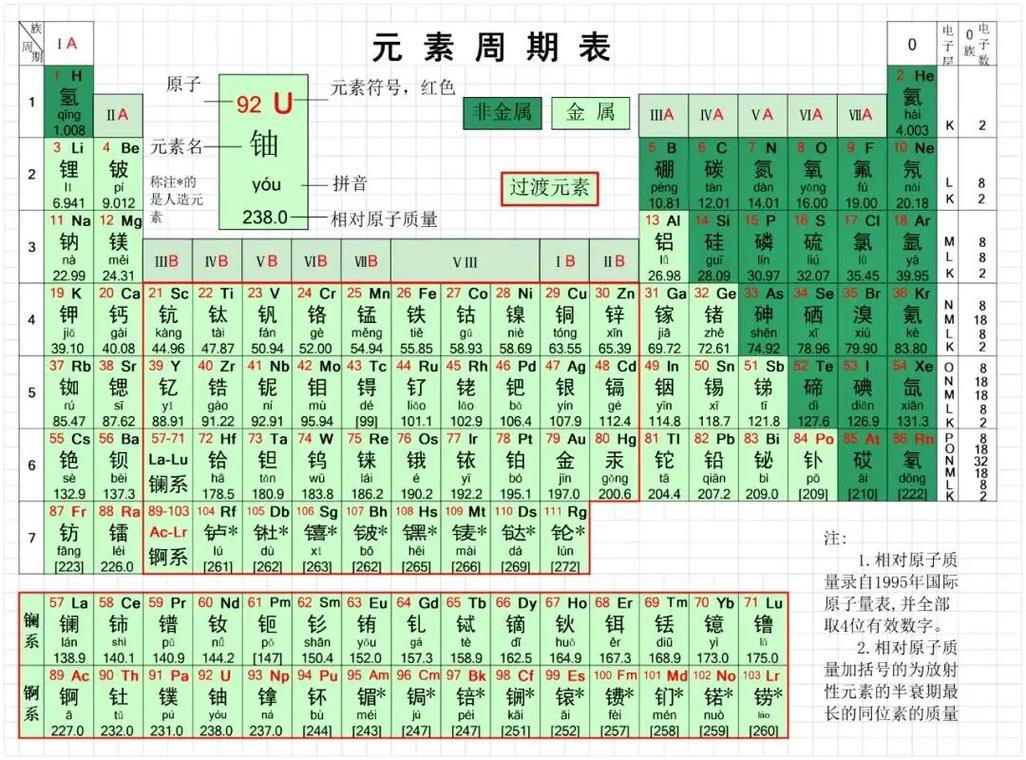 元素周期表
族
周期
I A
0
电子层
0族电子数
1
1 H
氢
qīng
1.008
II A
原子
92 U
元素符号，红色
元素名
铀
yóu
拼音
238.0
相对原子质量
称注*的
是人造元
素
非金属
金 属
过渡元素
III A IV A V A VI A VII A
2 He
氦
hài
4.003
K 2
2
3 Li 4 Be 5 B 6 C 7 N 8 O 9 F 10 Ne
锂 铍 硼 碳 氮 氧 氟 氖
lǐ pí péng tàn dàn yǎng fú nǎi
6.941 9.012 10.81 12.01 14.01 16.00 19.00 20.18
L 8
K 2
3
11 Na 12 Mg 13 Al 14 Si 15 P 16 S 17 Cl 18 Ar
钠 镁 铝 硅 磷 硫 氯 氩
nà měi lǚ guī lín liú lǜ yà
22.99 24.31 26.98 28.09 30.97 32.07 35.45 39.95
M 8
L 8
K 2
III B IV B V B VI B VII B V III I B II B
4
19 K 20 Ca 21 Sc 22 Ti 23 V 24 Cr 25 Mn 26 Fe 27 Co 28 Ni 29 Cu 30 Zn 31 Ga 32 Ge 33 As 34 Se 35 Br 36 Kr
钾 钙 钪 钛 钒 铬 锰 铁 钴 镍 铜 锌 镓 锗 砷 硒 溴 氪
jiǎ gài kàng tài fán gè měng tiě gǔ niè tóng xīn jiā zhě shēn xī xiù kè
39.10 40.08 44.96 47.87 50.94 52.00 54.94 55.85 58.93 58.69 63.55 65.39 69.72 72.61 74.92 78.96 79.90 83.80
N 8
M 18
L 8
K 2
5
37 Rb 38 Sr 39 Y 40 Zr 41 Nb 42 Mo 43 Tc 44 Ru 45 Rh 46 Pd 47 Ag 48 Cd 49 In 50 Sn 51 Sb 52 Te 53 I 54 Xe
铷 锶 钇 锆 铌 钼 锝 钌 铑 钯 银 镉 铟 锡 锑 碲 碘 氙
rú sī yǐ gào ní mù dé liǎo lǎo bǎ yín gé yīn xī tī dì diǎn xiān
85.47 87.62 88.91 91.22 92.91 95.94 [99] 101.1 102.9 106.4 107.9 112.4 114.8 118.7 121.8 127.6 126.9 131.3
O 8
N 18
M 18
L 8
K 2
6
55 Cs 56 Ba 57-71 72 Hf 73 Ta 74 W 75 Re 76 Os 77 Ir 78 Pt 79 Au 80 Hg 81 Tl 82 Pb 83 Bi 84 Po 85 At 86 Rn
铯 钡 La-Lu 铪 钽 钨 铼 锇 铱 铂 金 汞 铊 铅 铋 钋 砹 氡
sè bèi 镧系 hā tǎn wū lái é yī bó jīn gǒng tā qiān bì pō ài dōng
132.9 137.3 178.5 180.9 183.8 186.2 190.2 192.2 195.1 197.0 200.6 204.4 207.2 209.0 [209] [210] [222]
P 8
O 18
N 32
M 18
L 8
K 2
7
87 Fr 88 Ra 89-103 104 Rf 105 Db 106 Sg 107 Bh 108 Hs 109 Mt 110 Ds 111 Rg
钫 镭 Ac-Lr 𬬻* 𬭊* 𬭳* 𬭛* 𬭶* 鿏* 𫟼* 𬬭*
fāng léi 锕系 lú dù xǐ bō hēi mài dá lún
[223] 226.0 [261] [262] [263] [262] [265] [266] [269] [272]
镧系
57 La 58 Ce 59 Pr 60 Nd 61 Pm 62 Sm 63 Eu 64 Gd 65 Tb 66 Dy 67 Ho 68 Er 69 Tm 70 Yb 71 Lu
镧 铈 镨 钕 钷 钐 铕 钆 铽 镝 钬 铒 铥 镱 镥
lán shì pǔ nǚ pǒ shān yǒu gá tè dī huǒ ěr diū yì lǔ
138.9 140.1 140.9 144.2 [147] 150.4 152.0 157.3 158.9 162.5 164.9 167.3 168.9 173.0 175.0
锕系
89 Ac 90 Th 91 Pa 92 U 93 Np 94 Pu 95 Am 96 Cm 97 Bk 98 Cf 99 Es 100 Fm 101 Md 102 No 103 Lr
锕 钍 镤 铀 镎 钚 镅* 锔* 锫* 锎* 锿* 镄* 钔* 锘* 铹*
ā tǔ pú yóu ná bù méi jú péi kāi āi fèi mén nuò láo
227.0 232.0 231.0 238.0 237.0 [244] [243] [247] [247] [251] [252] [257] [258] [259] [260]
注:
1.相对原子质
量录自1995年国际
原子量表,并全部
取4位有效数字。
2.相对原子质
量加括号的为放射
性元素的半衰期最
长的同位素的质量